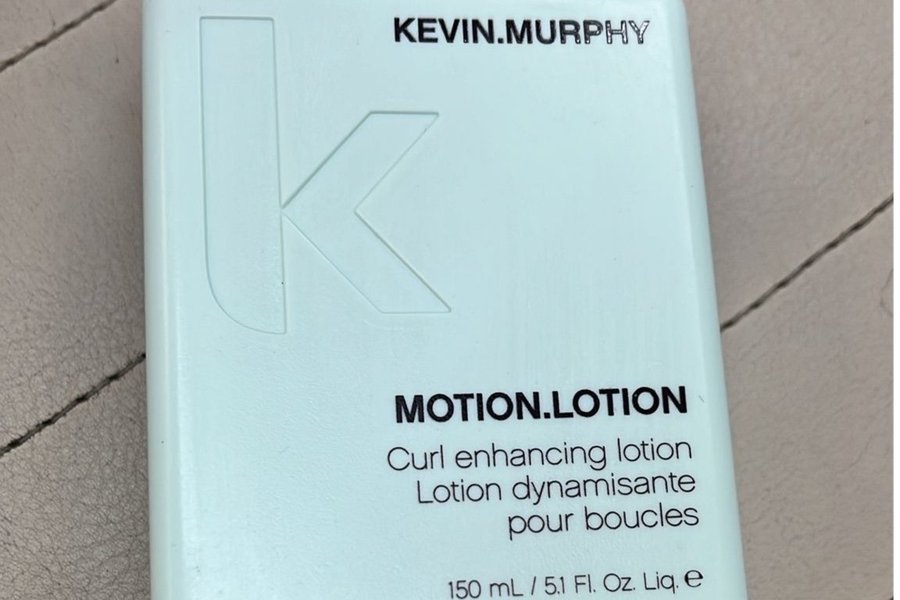 KEVIN.MURPHY
k
MOTION.LOTION
Curl enhancing lotion
Lotion dynamisante
pour boucles
150 mL / 5.1 Fl. Oz. Liq. ℮